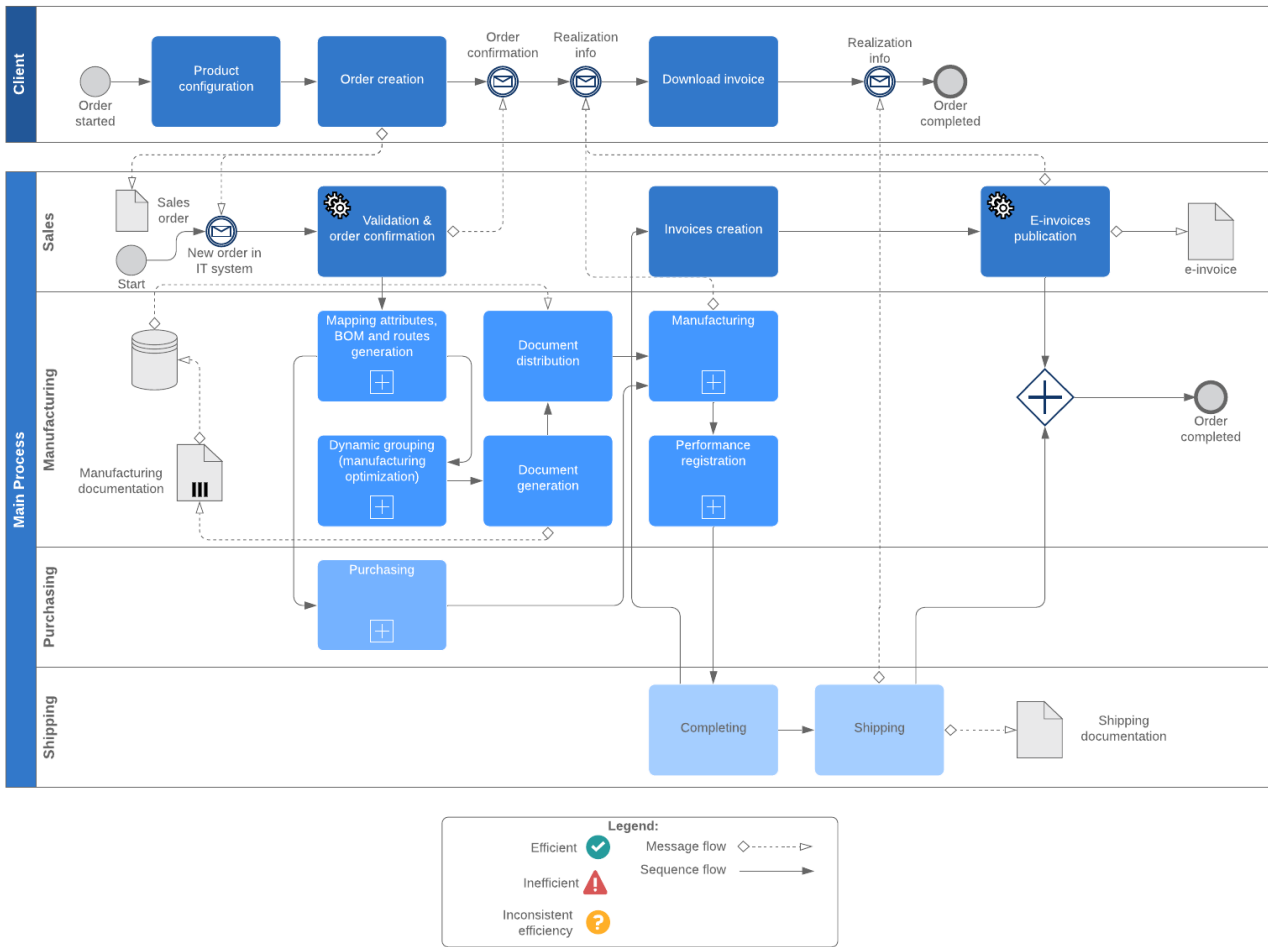 Client
Order
started
Product
configuration
Order creation
Order
confirmation
Realization
info
Download invoice
Realization
info
Order
completed
Main Process
Sales
Sales
order
Start
New order in
IT system
Validation &
order confirmation
Invoices creation
E-invoices
publication
e-invoice
Manufacturing
Manufacturing
documentation
Mapping attributes,
BOM and routes
generation
Document
distribution
Manufacturing
Dynamic grouping
(manufacturing
optimization)
Document
generation
Performance
registration
Order
completed
Purchasing
Purchasing
Shipping
Completing
Shipping
Shipping
documentation
Legend:
Efficient
Inefficient
Inconsistent
efficiency
Message flow
Sequence flow